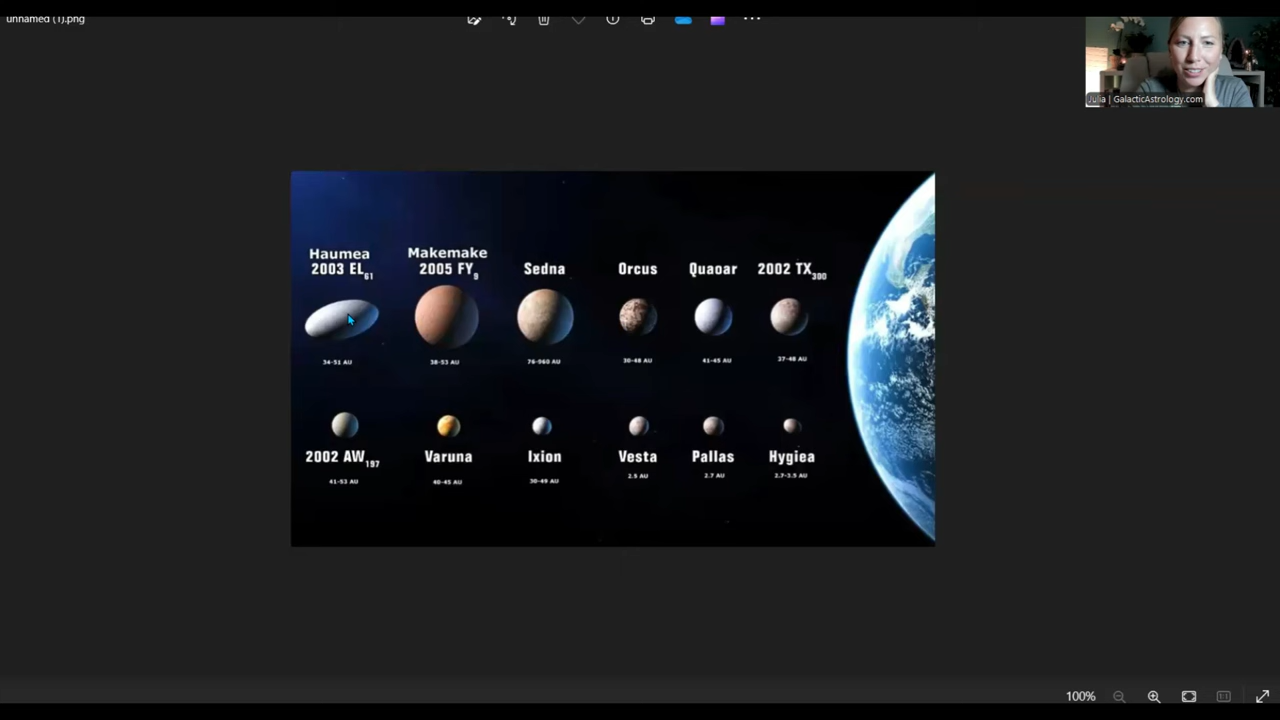 unnamed (1).png
Julia | GalacticAstrology.com
Haumea
2003 EL61
34-51 AU
Makemake
2005 FY9
38-53 AU
Sedna
76-960 AU
Orcus
30-48 AU
Quaoar
41-45 AU
2002 TX300
37-48 AU
2002 AW197
41-53 AU
Varuna
40-45 AU
Ixion
30-49 AU
Vesta
2.5 AU
Pallas
2.7 AU
Hygiea
2.7-3.5 AU
100%